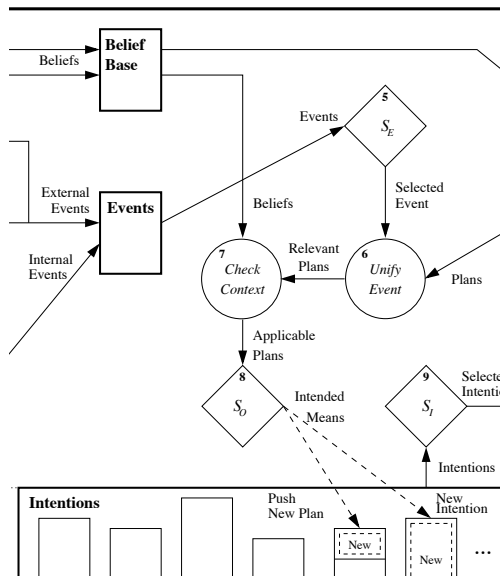 Belief
Base
Beliefs
5
S_E
Events
External
Events
Events
Selected
Event
Beliefs
Internal
Events
7
Check
Context
Relevant
Plans
6
Unify
Event
Plans
Applicable
Plans
8
S_O
Intended
Means
9
S_I
Intentions
Intentions
Push
New Plan
New
Intention
New
New
...